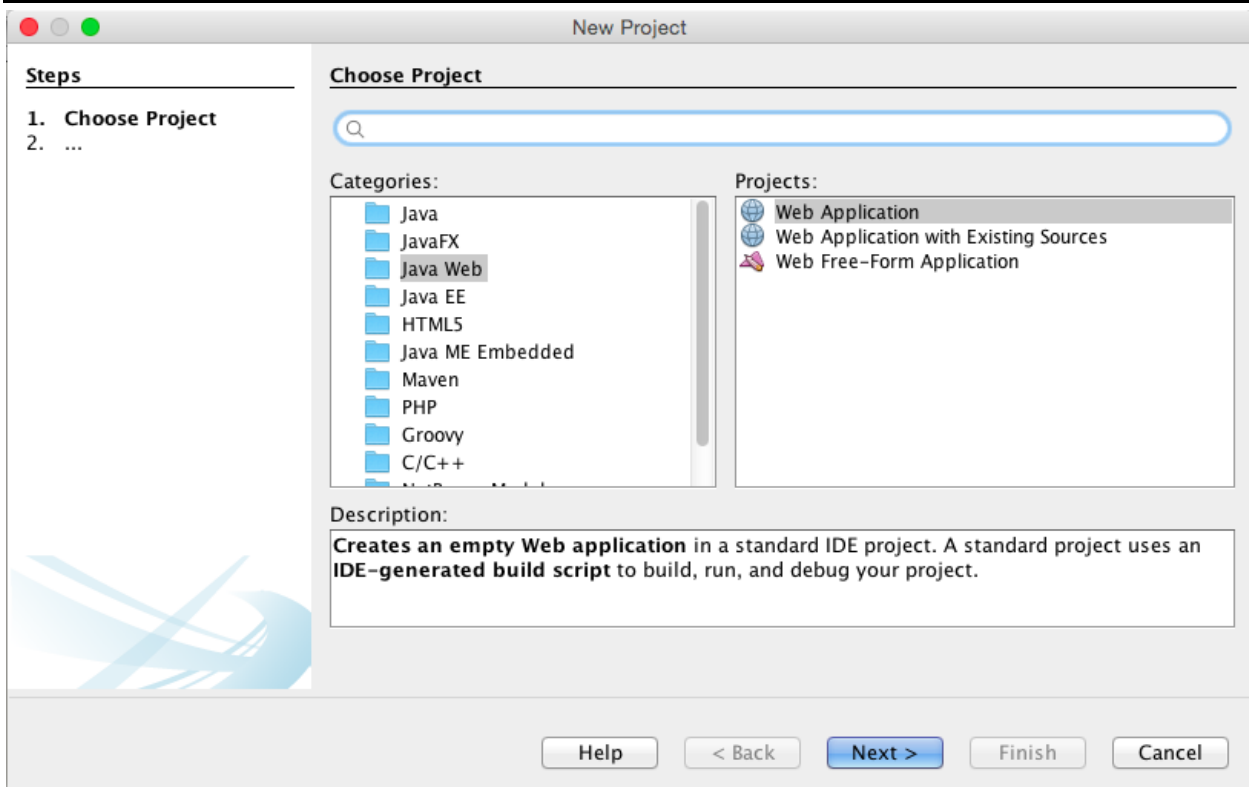 New Project
Steps
1. Choose Project
2. ...
Choose Project
Categories:
Java
JavaFX
Java Web
Java EE
HTML5
Java ME Embedded
Maven
PHP
Groovy
C/C++
Projects:
Web Application
Web Application with Existing Sources
Web Free-Form Application
Description:
Creates an empty Web application in a standard IDE project. A standard project uses an
IDE-generated build script to build, run, and debug your project.
Help
< Back
Next >
Finish
Cancel